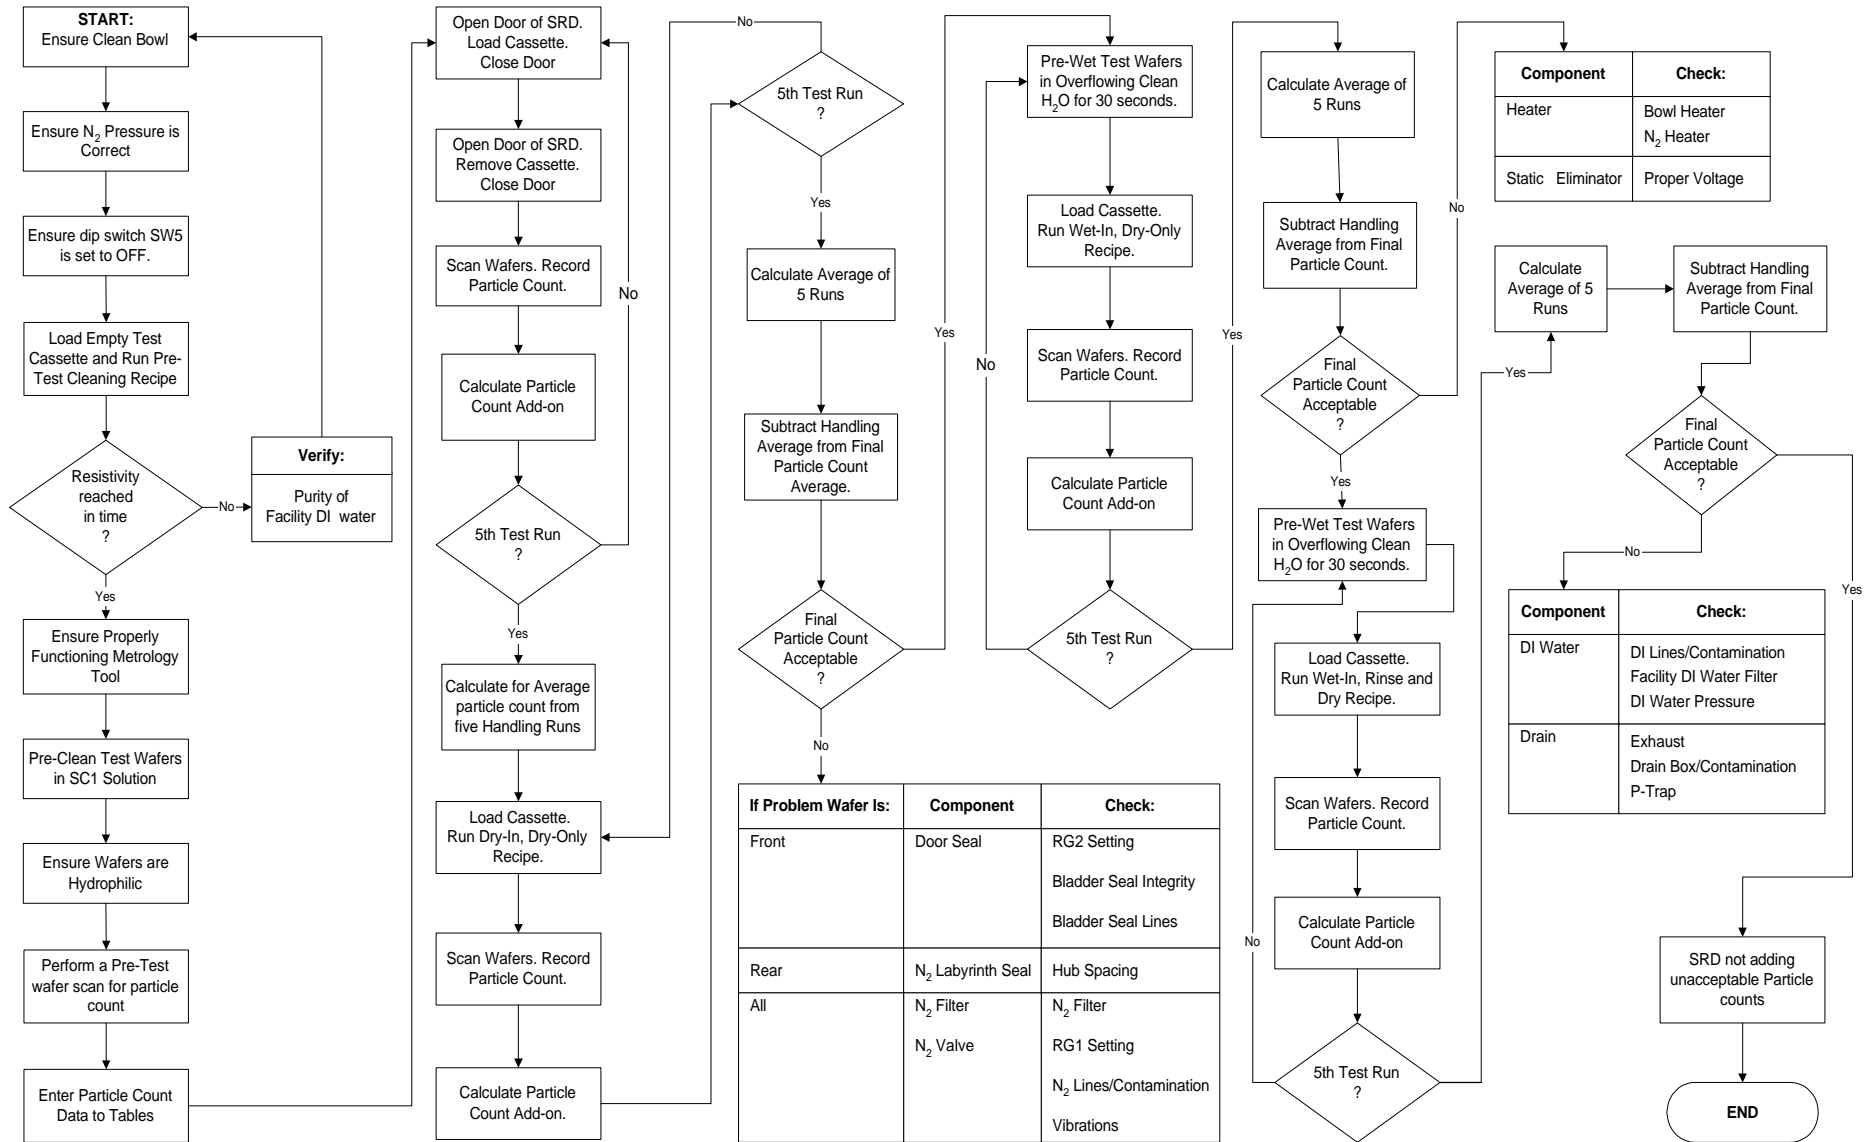 START:
Ensure Clean Bowl
Ensure N₂ Pressure is
Correct
Ensure dip switch SW5
is set to OFF.
Load Empty Test
Cassette and Run Pre-
Test Cleaning Recipe
Resistivity
reached
in time
?
No
Verify:
Purity of
Facility DI water
Yes
Ensure Properly
Functioning Metrology
Tool
Pre-Clean Test Wafers
in SC1 Solution
Ensure Wafers are
Hydrophilic
Perform a Pre-Test
wafer scan for particle
count
Enter Particle Count
Data to Tables
Open Door of SRD.
Load Cassette.
Close Door
Open Door of SRD.
Remove Cassette.
Close Door
Scan Wafers. Record
Particle Count.
Calculate Particle
Count Add-on
5th Test Run
?
No
Yes
Calculate for Average
particle count from
five Handling Runs
Load Cassette.
Run Dry-In, Dry-Only
Recipe.
Scan Wafers. Record
Particle Count.
Calculate Particle
Count Add-on.
No
5th Test Run
?
Yes
Calculate Average of
5 Runs
Subtract Handling
Average from Final
Particle Count
Average.
Final
Particle Count
Acceptable
?
Yes
No
If Problem Wafer Is: Component Check:
Front Door Seal RG2 Setting
Bladder Seal Integrity
Bladder Seal Lines
Rear N₂ Labyrinth Seal Hub Spacing
All N₂ Filter N₂ Filter
N₂ Valve RG1 Setting
N₂ Lines/Contamination
Vibrations
Pre-Wet Test Wafers
in Overflowing Clean
H₂O for 30 seconds.
Load Cassette.
Run Wet-In, Dry-Only
Recipe.
Scan Wafers. Record
Particle Count.
Calculate Particle
Count Add-on
5th Test Run
?
No
Yes
Calculate Average of
5 Runs
Subtract Handling
Average from Final
Particle Count.
Final
Particle Count
Acceptable
?
No
Component Check:
Heater Bowl Heater
N₂ Heater
Static Eliminator Proper Voltage
Yes
Pre-Wet Test Wafers
in Overflowing Clean
H₂O for 30 seconds.
Load Cassette.
Run Wet-In, Rinse and
Dry Recipe.
Scan Wafers. Record
Particle Count.
Calculate Particle
Count Add-on
5th Test Run
?
No
Yes
Calculate
Average of 5
Runs
Subtract Handling
Average from Final
Particle Count.
Final
Particle Count
Acceptable
?
No
Component Check:
DI Water DI Lines/Contamination
Facility DI Water Filter
DI Water Pressure
Drain Exhaust
Drain Box/Contamination
P-Trap
Yes
SRD not adding
unacceptable Particle
counts
END